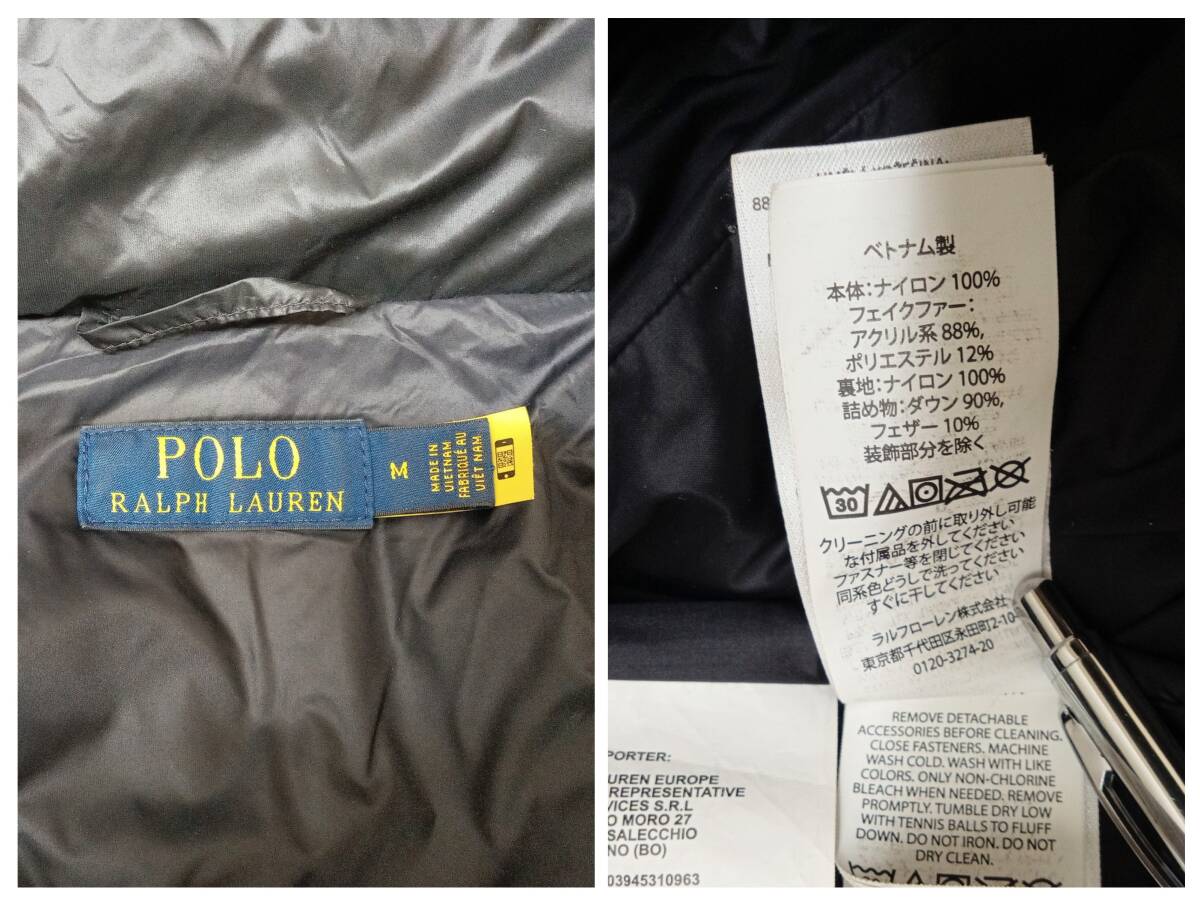 POLO
RALPH LAUREN
M
MADE IN
VIETNAM
FABRIQUÉ AU
VIÊT NAM
88
ベトナム製
本体:ナイロン 100%
フェイクファー:
アクリル系 88%,
ポリエステル 12%
裏地:ナイロン 100%
詰め物:ダウン 90%,
フェザー 10%
装飾部分を除く
30
クリーニングの前に取り外し可能
な付属品を外してください
ファスナー等を閉じてください
同系色どうしで洗ってください
すぐに干してください
ラルフローレン株式会社
東京都千代田区永田町2-10-
0120-3274-20
REMOVE DETACHABLE
ACCESSORIES BEFORE CLEANING.
CLOSE FASTENERS. MACHINE
WASH COLD. WASH WITH LIKE
COLORS. ONLY NON-CHLORINE
BLEACH WHEN NEEDED. REMOVE
PROMPTLY. TUMBLE DRY LOW
WITH TENNIS BALLS TO FLUFF
DOWN. DO NOT IRON. DO NOT
DRY CLEAN.
PORTER:
UREN EUROPE
REPRESENTATIVE
VICES S.R.L
O MORO 27
SALECCHIO
NO (BO)
03945310963